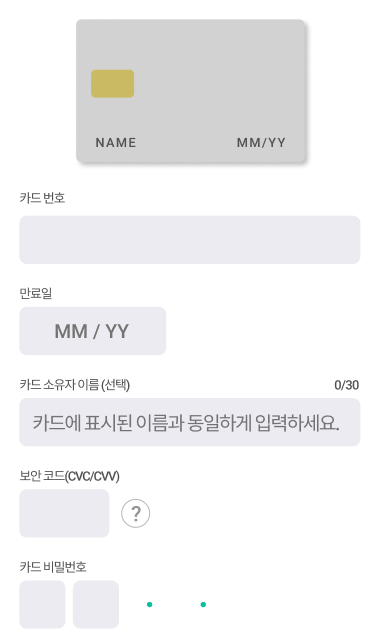 NAME MM/YY
카드 번호
만료일
MM / YY
카드 소유자 이름 (선택) 0/30
카드에 표시된 이름과 동일하게 입력하세요.
보안 코드(CVC/CVV)
?
카드 비밀번호